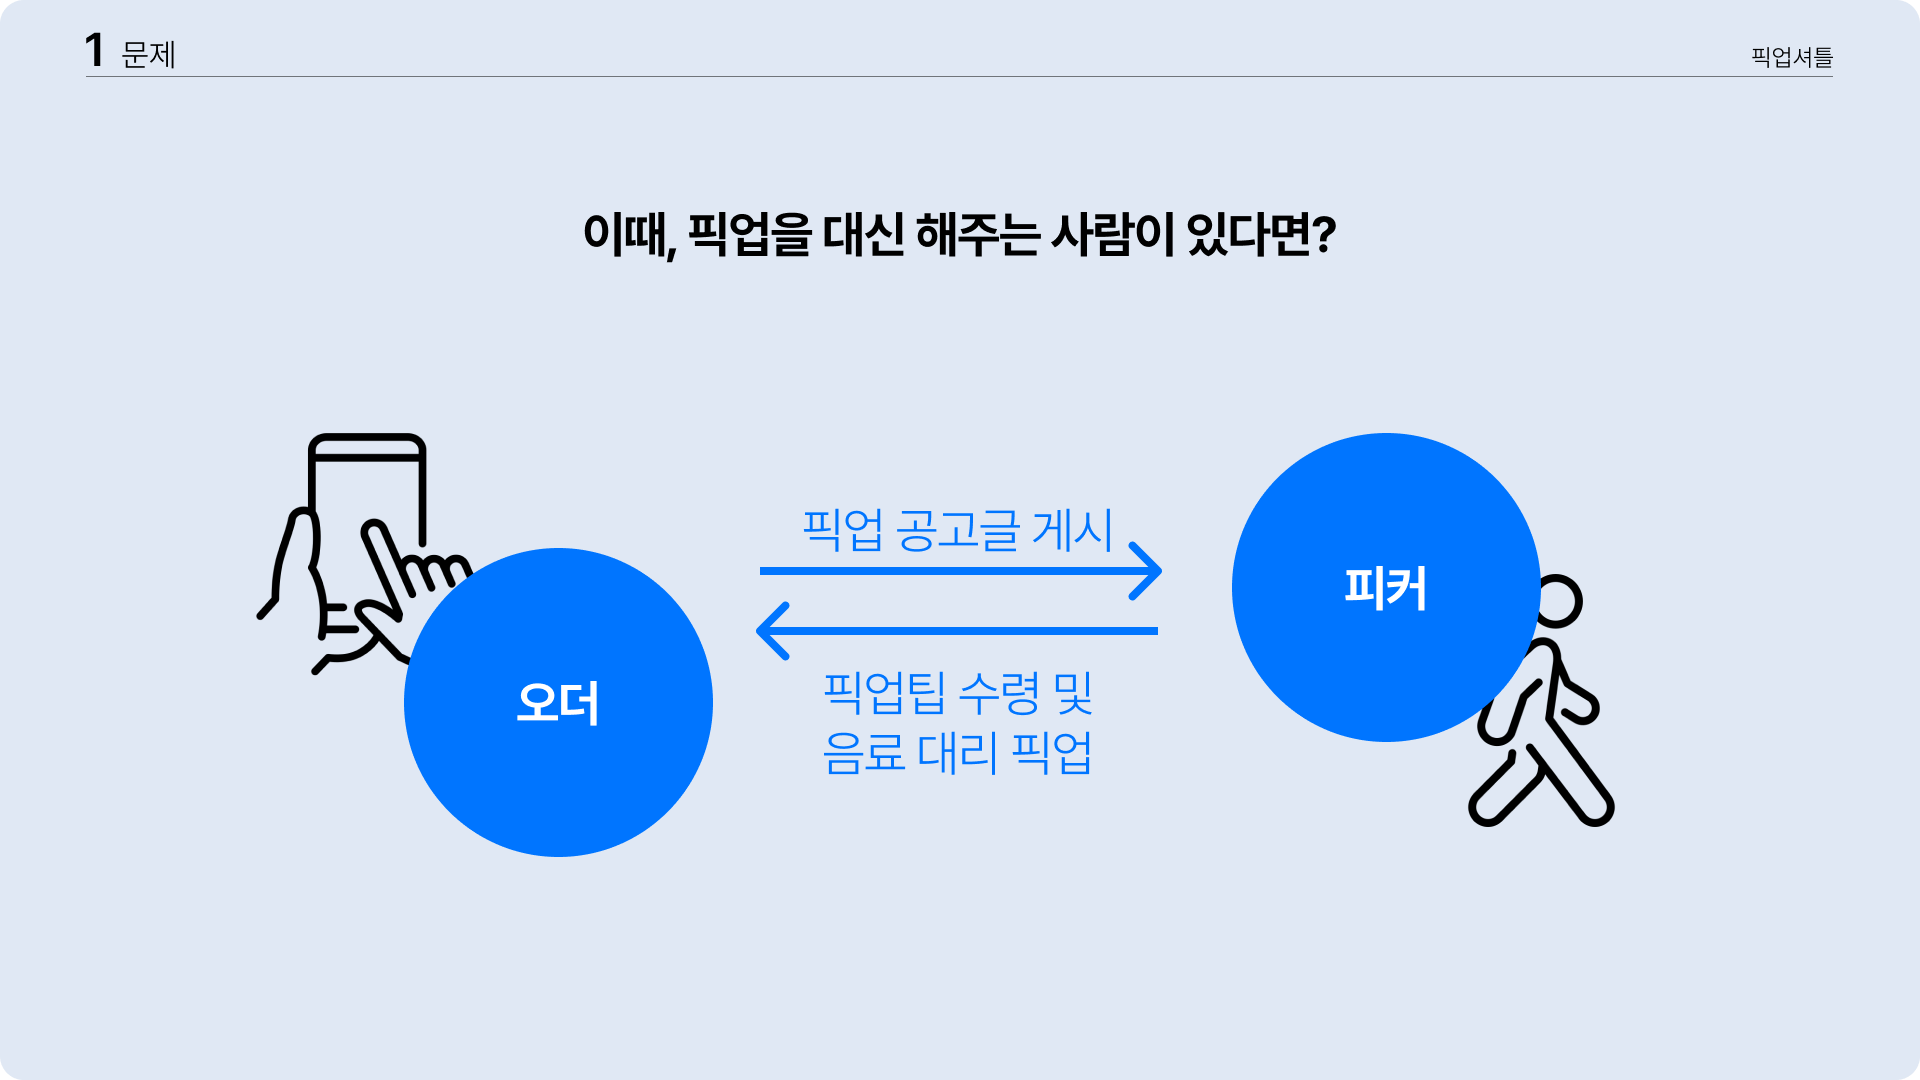 1 문제
픽업셔틀
이때, 픽업을 대신 해주는 사람이 있다면?
픽업 공고글 게시
피커
오더
픽업팁 수령 및
음료 대리 픽업